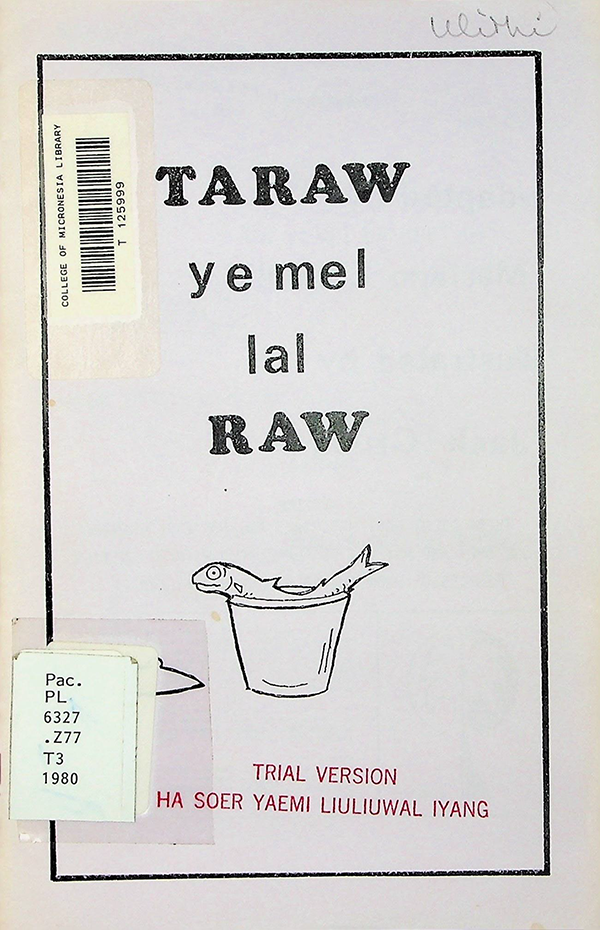 Ulithi
COLLEGE OF MICRONESIA LIBRARY
T 125999
TARAW
ye mel
lal
RAW
Pac.
PL
6327
.Z77
T3
1980
TRIAL VERSION
HA SOER YAEMI LIULIUWAL IYANG